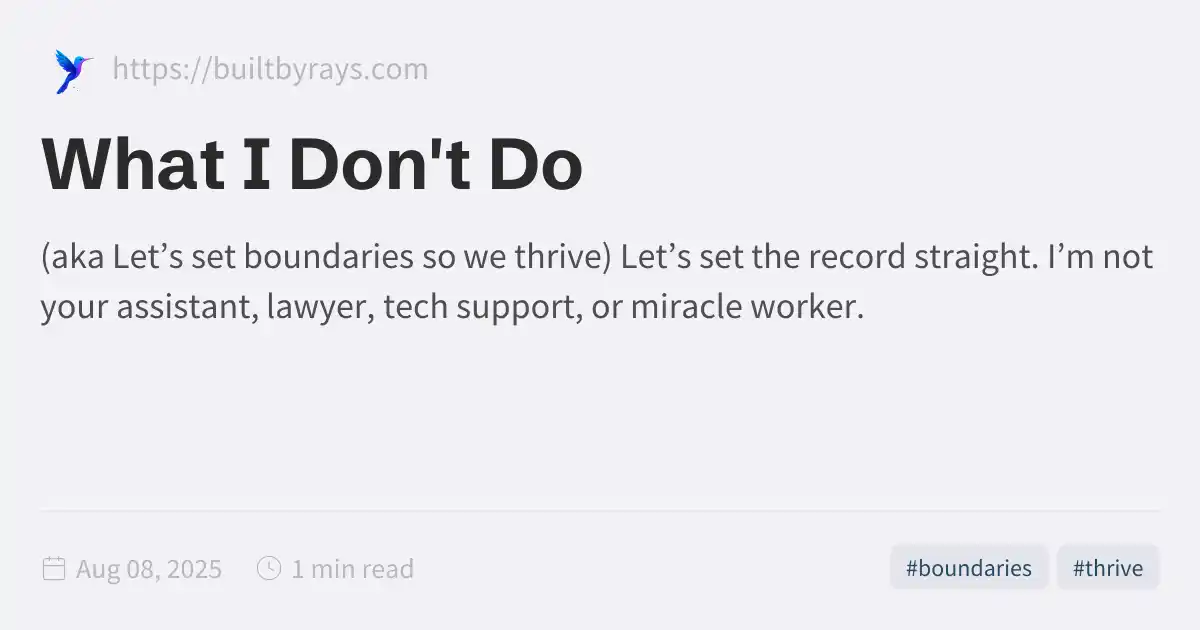 https://builtbyrays.com
What I Don't Do
(aka Let’s set boundaries so we thrive) Let’s set the record straight. I’m not
your assistant, lawyer, tech support, or miracle worker.
Aug 08, 2025 1 min read #boundaries #thrive